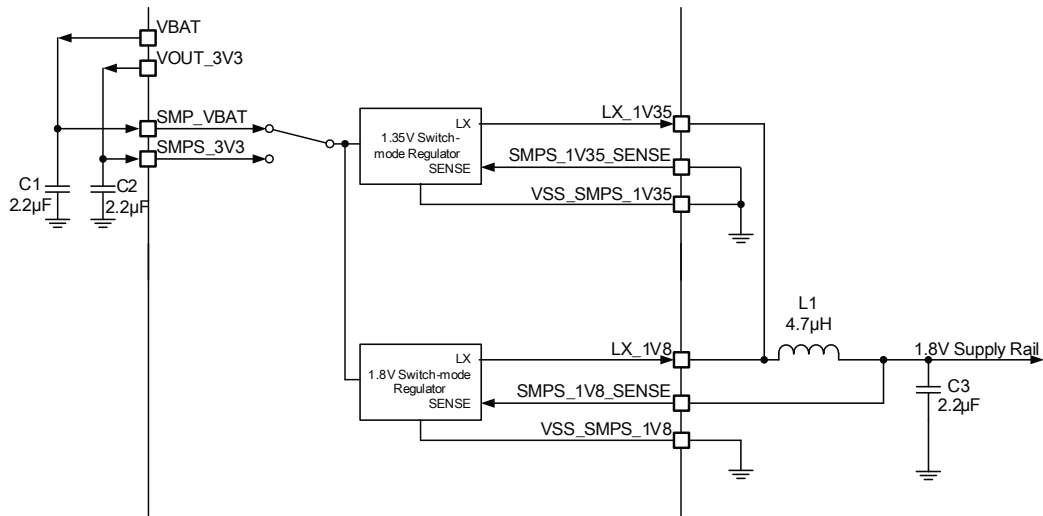 VBAT
VOUT_3V3
SMP_VBAT
SMPS_3V3
C1
2.2µF
C2
2.2µF
LX
1.35V Switch-
mode Regulator
SENSE
LX_1V35
SMPS_1V35_SENSE
VSS_SMPS_1V35
L1
4.7µH
LX
1.8V Switch-mode
Regulator
SENSE
LX_1V8
SMPS_1V8_SENSE
VSS_SMPS_1V8
1.8V Supply Rail
C3
2.2µF